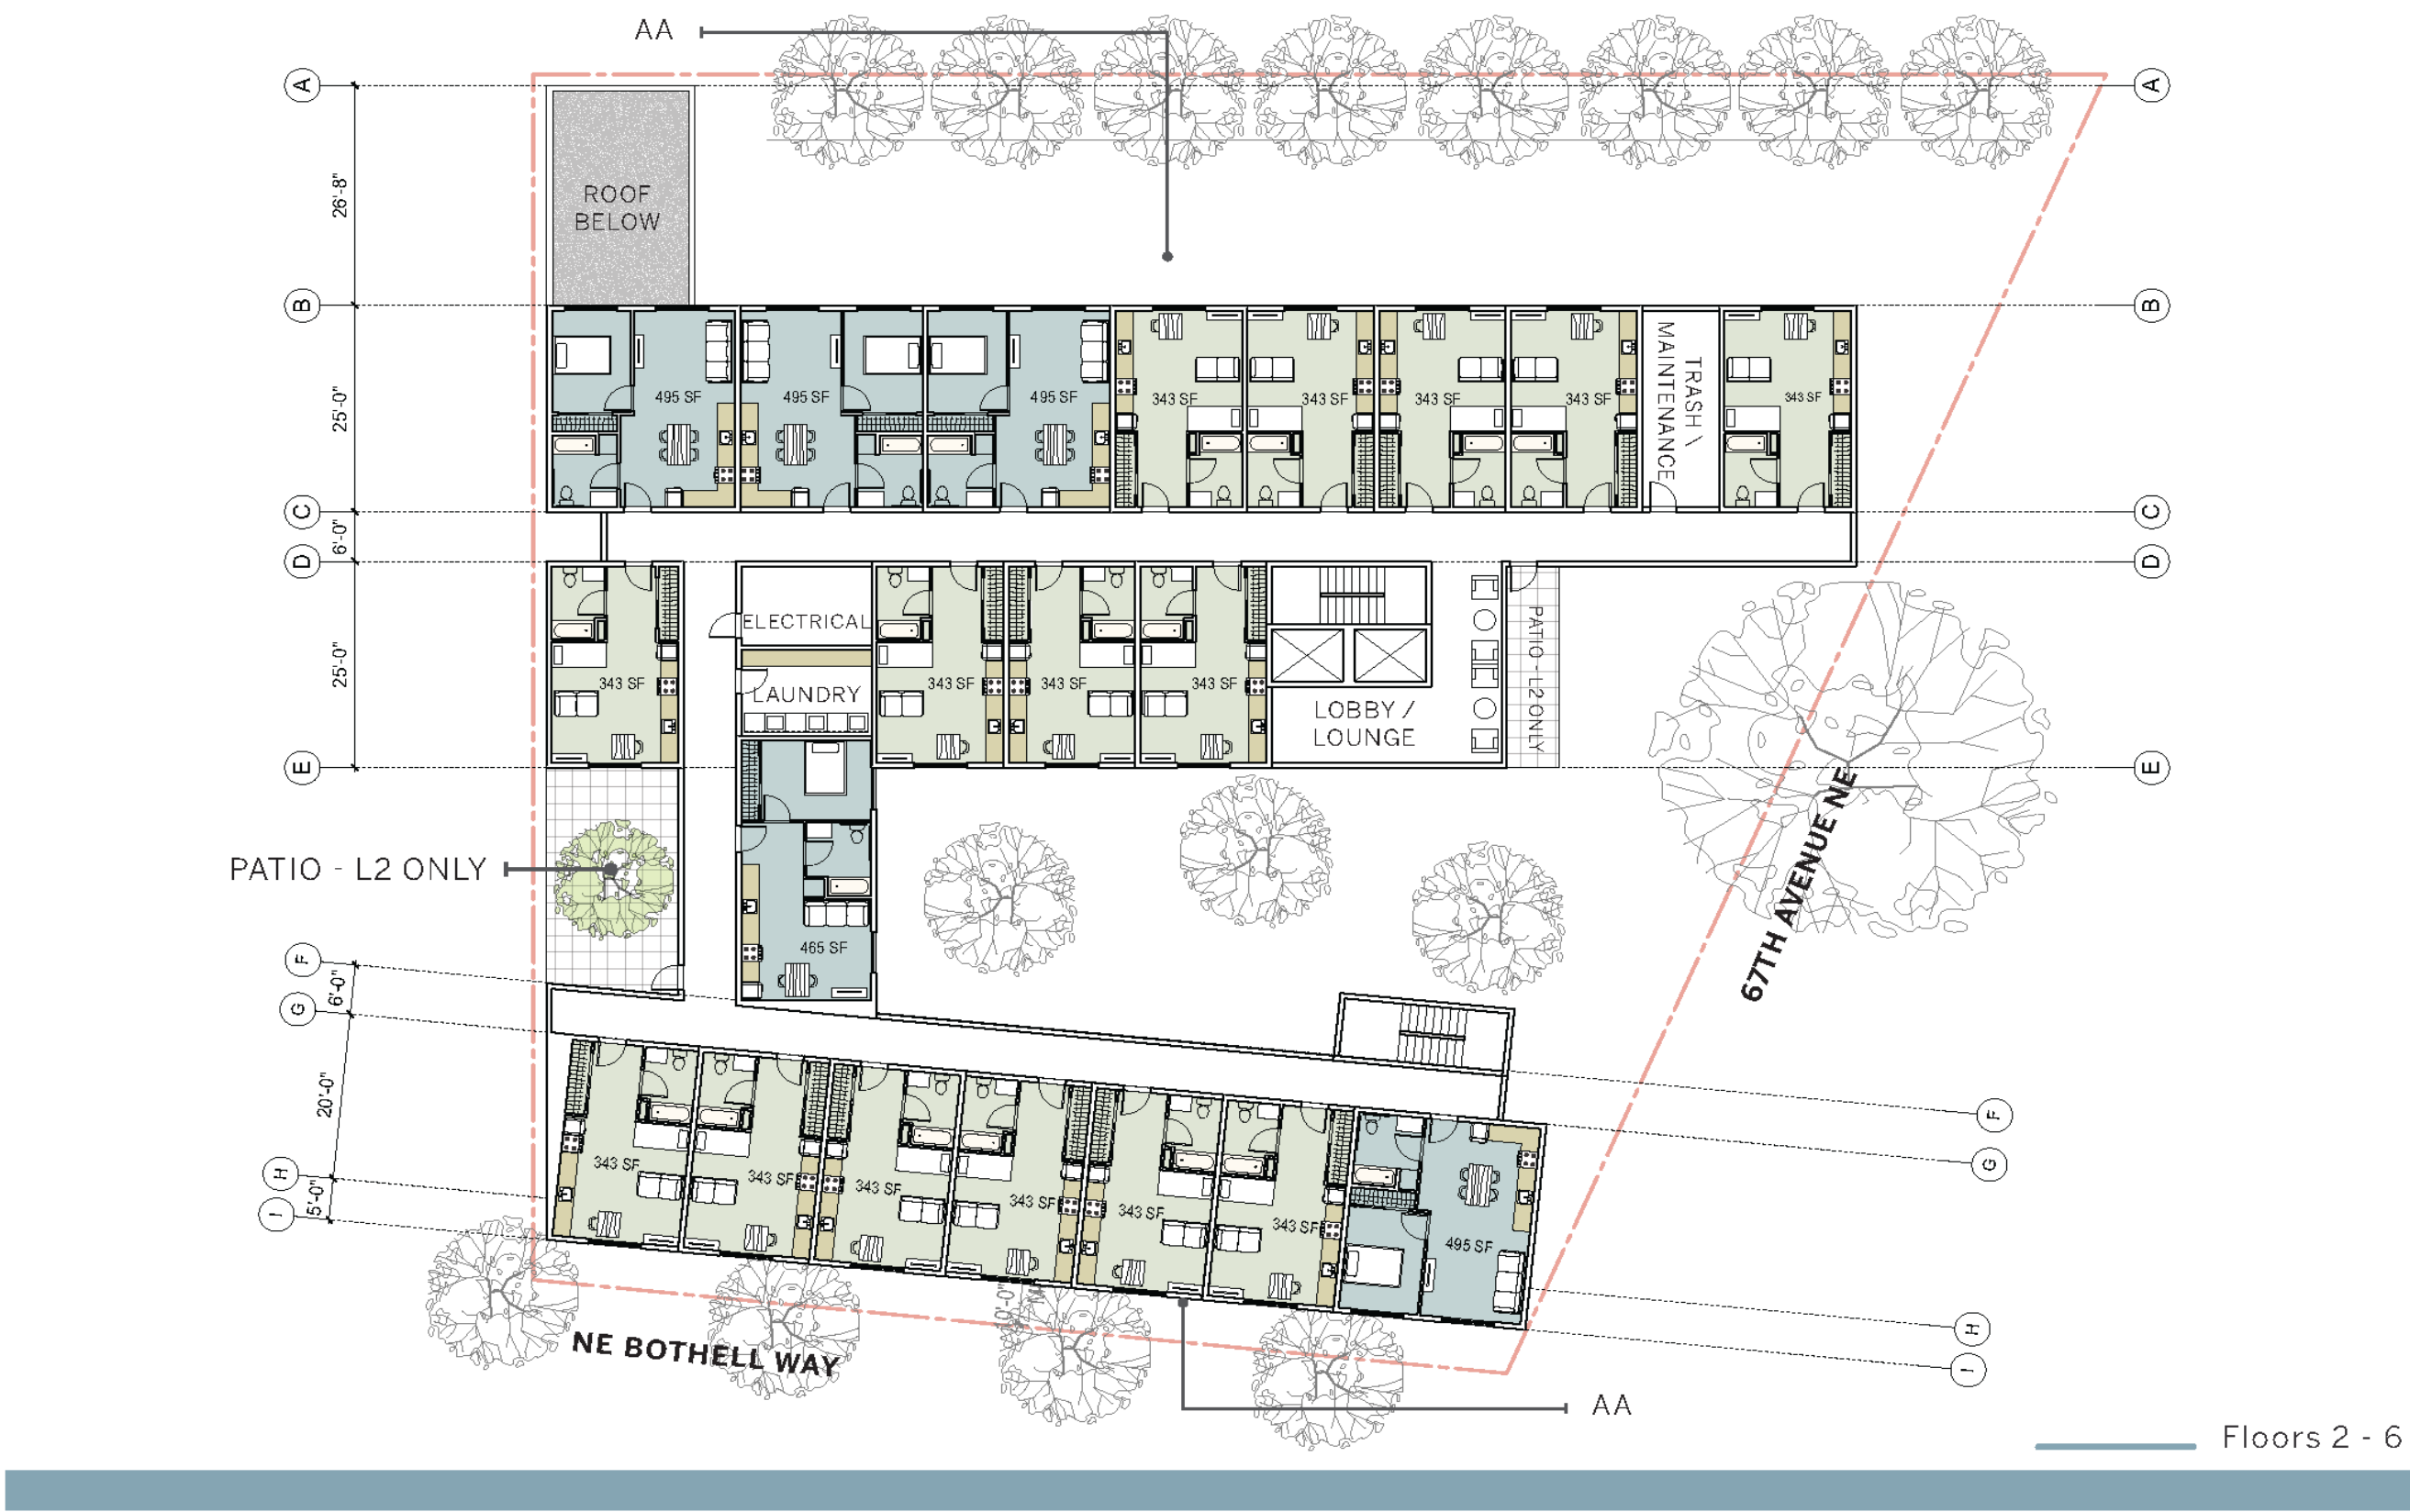 AA
A
A
26'-8"
ROOF
BELOW
B
B
25'-0"
495 SF
495 SF
495 SF
343 SF
343 SF
343 SF
343 SF
TRASH \
MAINTENANCE
343 SF
C
C
6'-0"
D
D
25'-0"
ELECTRICAL
LAUNDRY
343 SF
343 SF
343 SF
343 SF
LOBBY /
LOUNGE
PATIO - L2 ONLY
E
E
67TH AVENUE NE
PATIO - L2 ONLY
465 SF
F
6'-0"
G
20'-0"
H
5'-0"
I
343 SF
343 SF
343 SF
343 SF
343 SF
343 SF
495 SF
F
G
H
I
NE BOTHELL WAY
AA
Floors 2 - 6